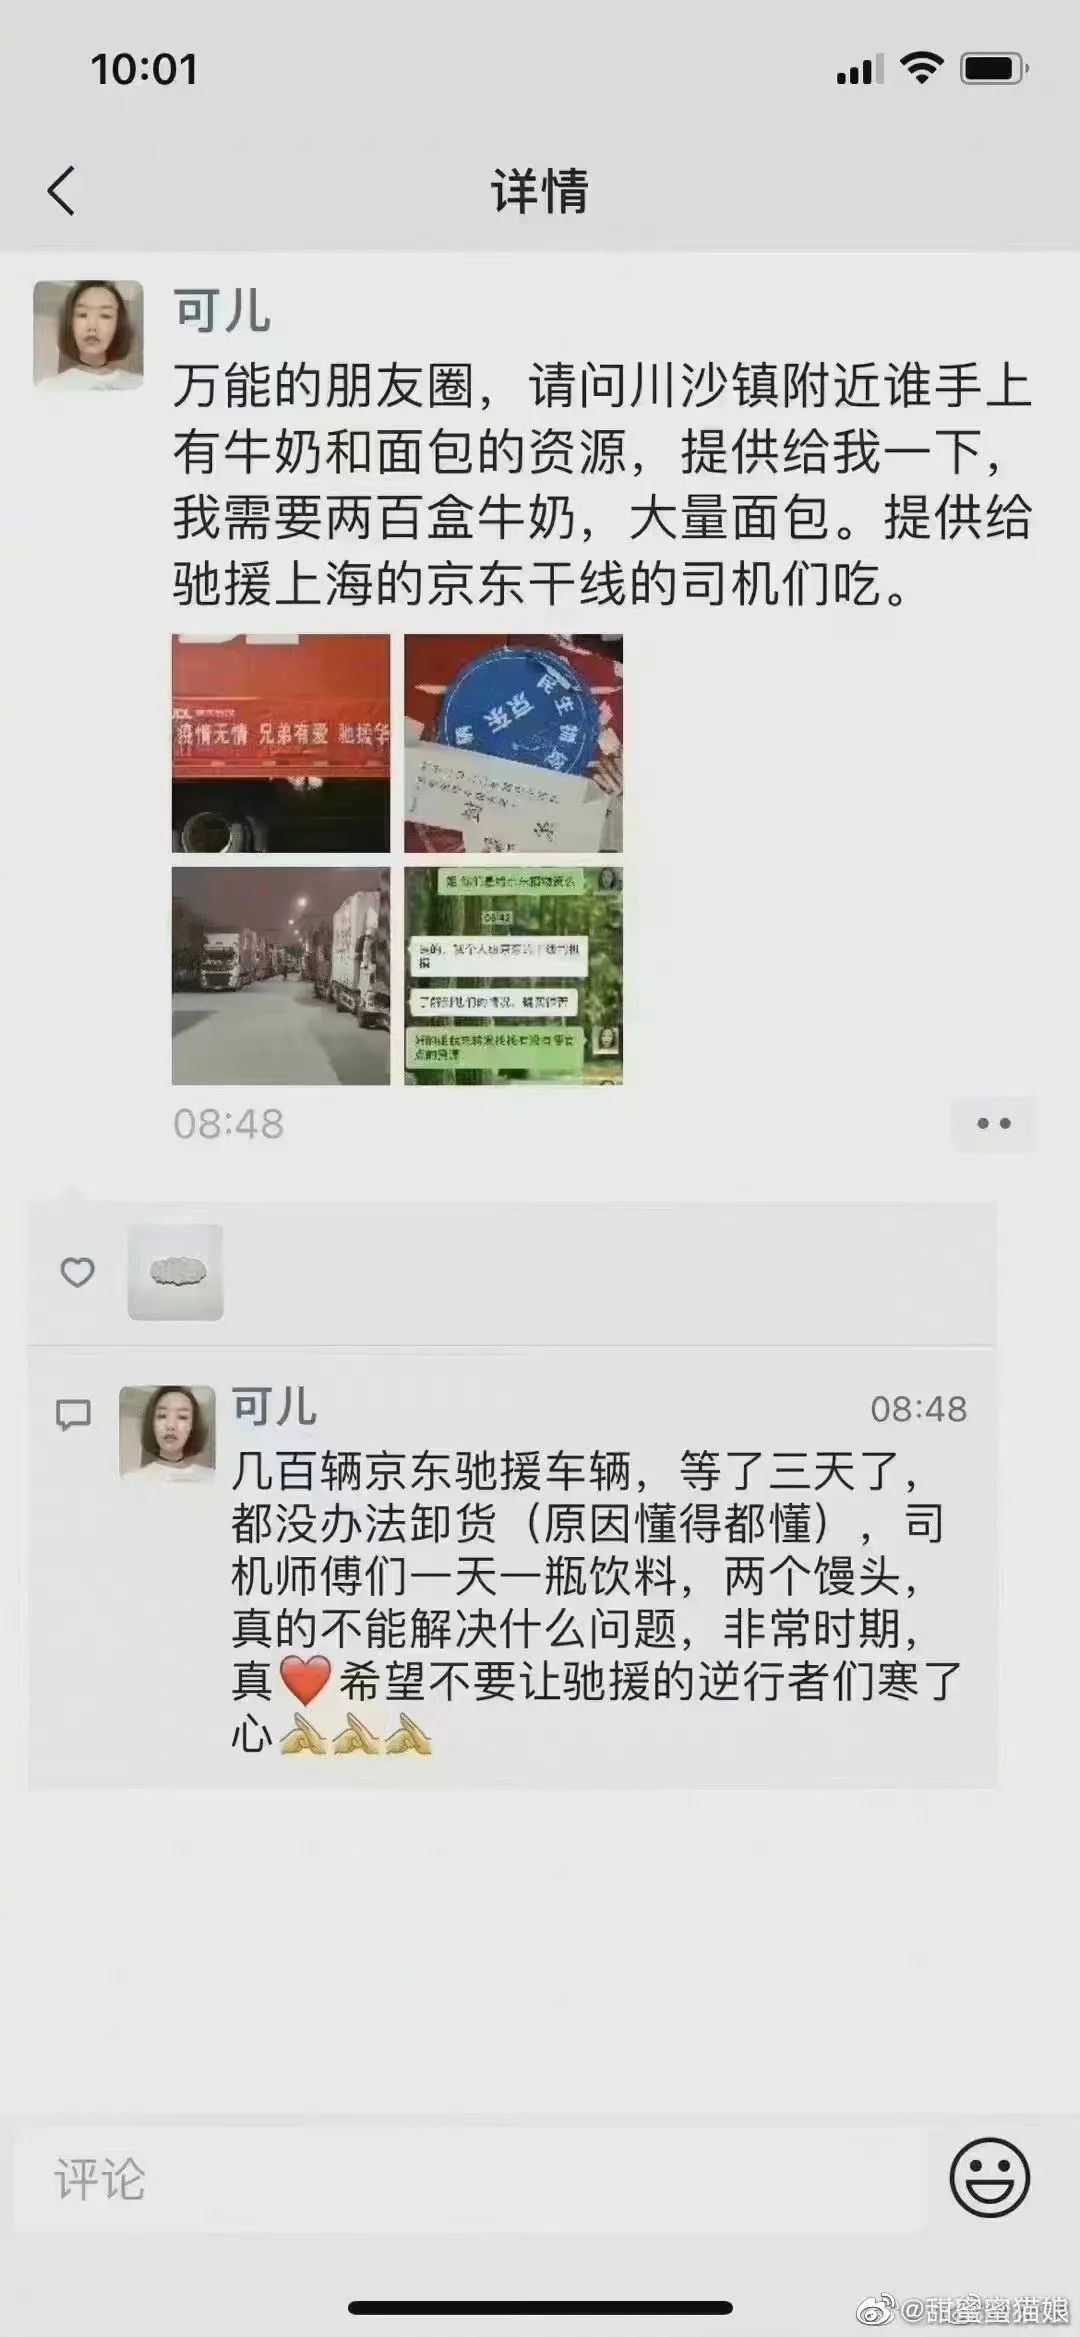 10:01
详情
可儿
万能的朋友圈，请问川沙镇附近谁手上
有牛奶和面包的资源，提供给我一下，
我需要两百盒牛奶，大量面包。提供给
驰援上海的京东干线的司机们吃。
疫情无情 兄弟有爱 驰援华
京东
08:42
08:48
可儿
08:48
几百辆京东驰援车辆，等了三天了，
都没办法卸货（原因懂得都懂），司
机师傅们一天一瓶饮料，两个馒头，
真的不能解决什么问题，非常时期，
真❤️希望不要让驰援的逆行者们寒了
心
评论
@甜蜜蜜猫娘